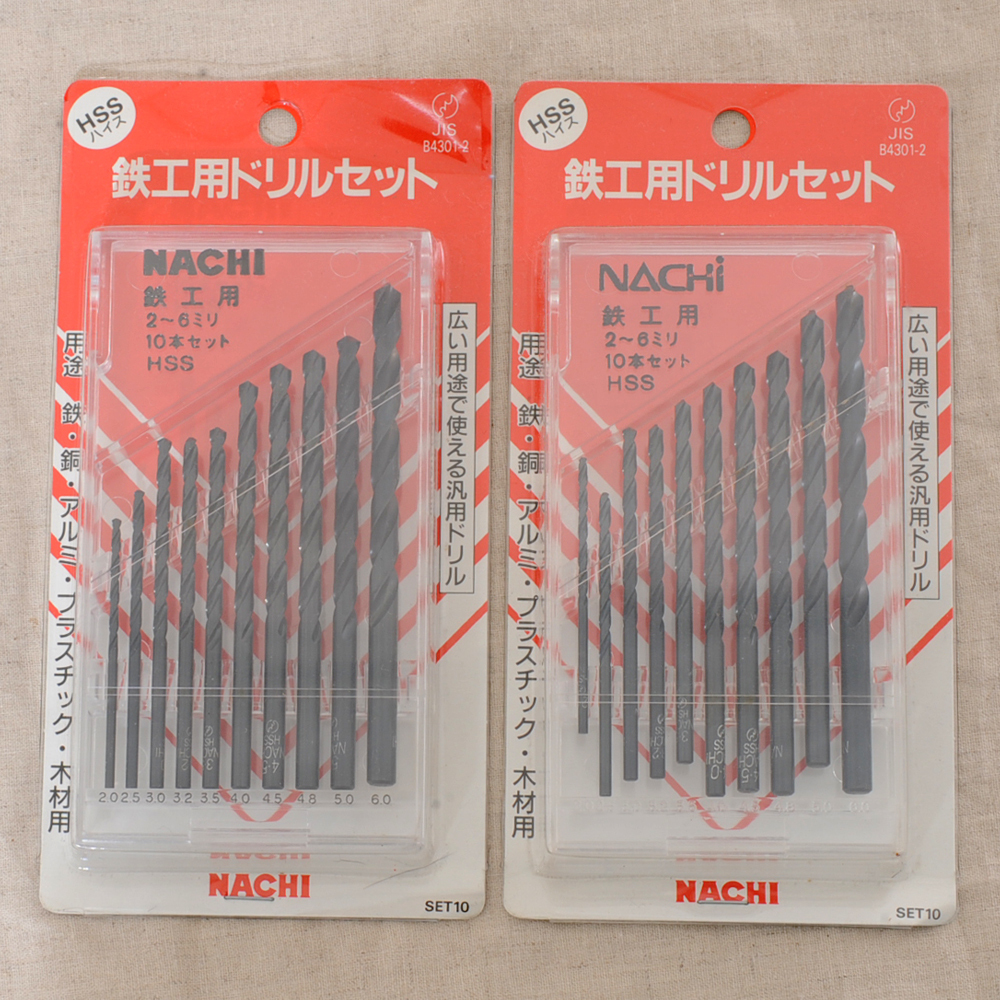 HSS
ハイス
JIS
B4301-2
鉄工用ドリルセット
NACHI
鉄工用
2～6ミリ
10本セット
HSS
広い用途で使える汎用ドリル
用途 鉄・銅・アルミ・プラスチック・木材用
2.0 2.5 3.0 3.2 3.5 4.0 4.5 4.8 5.0 6.0
NACHI
SET10
HSS
ハイス
JIS
B4301-2
鉄工用ドリルセット
NACHi
鉄工用
2～6ミリ
10本セット
HSS
広い用途で使える汎用ドリル
用途 鉄・銅・アルミ・プラスチック・木材用
NACHI
SET10